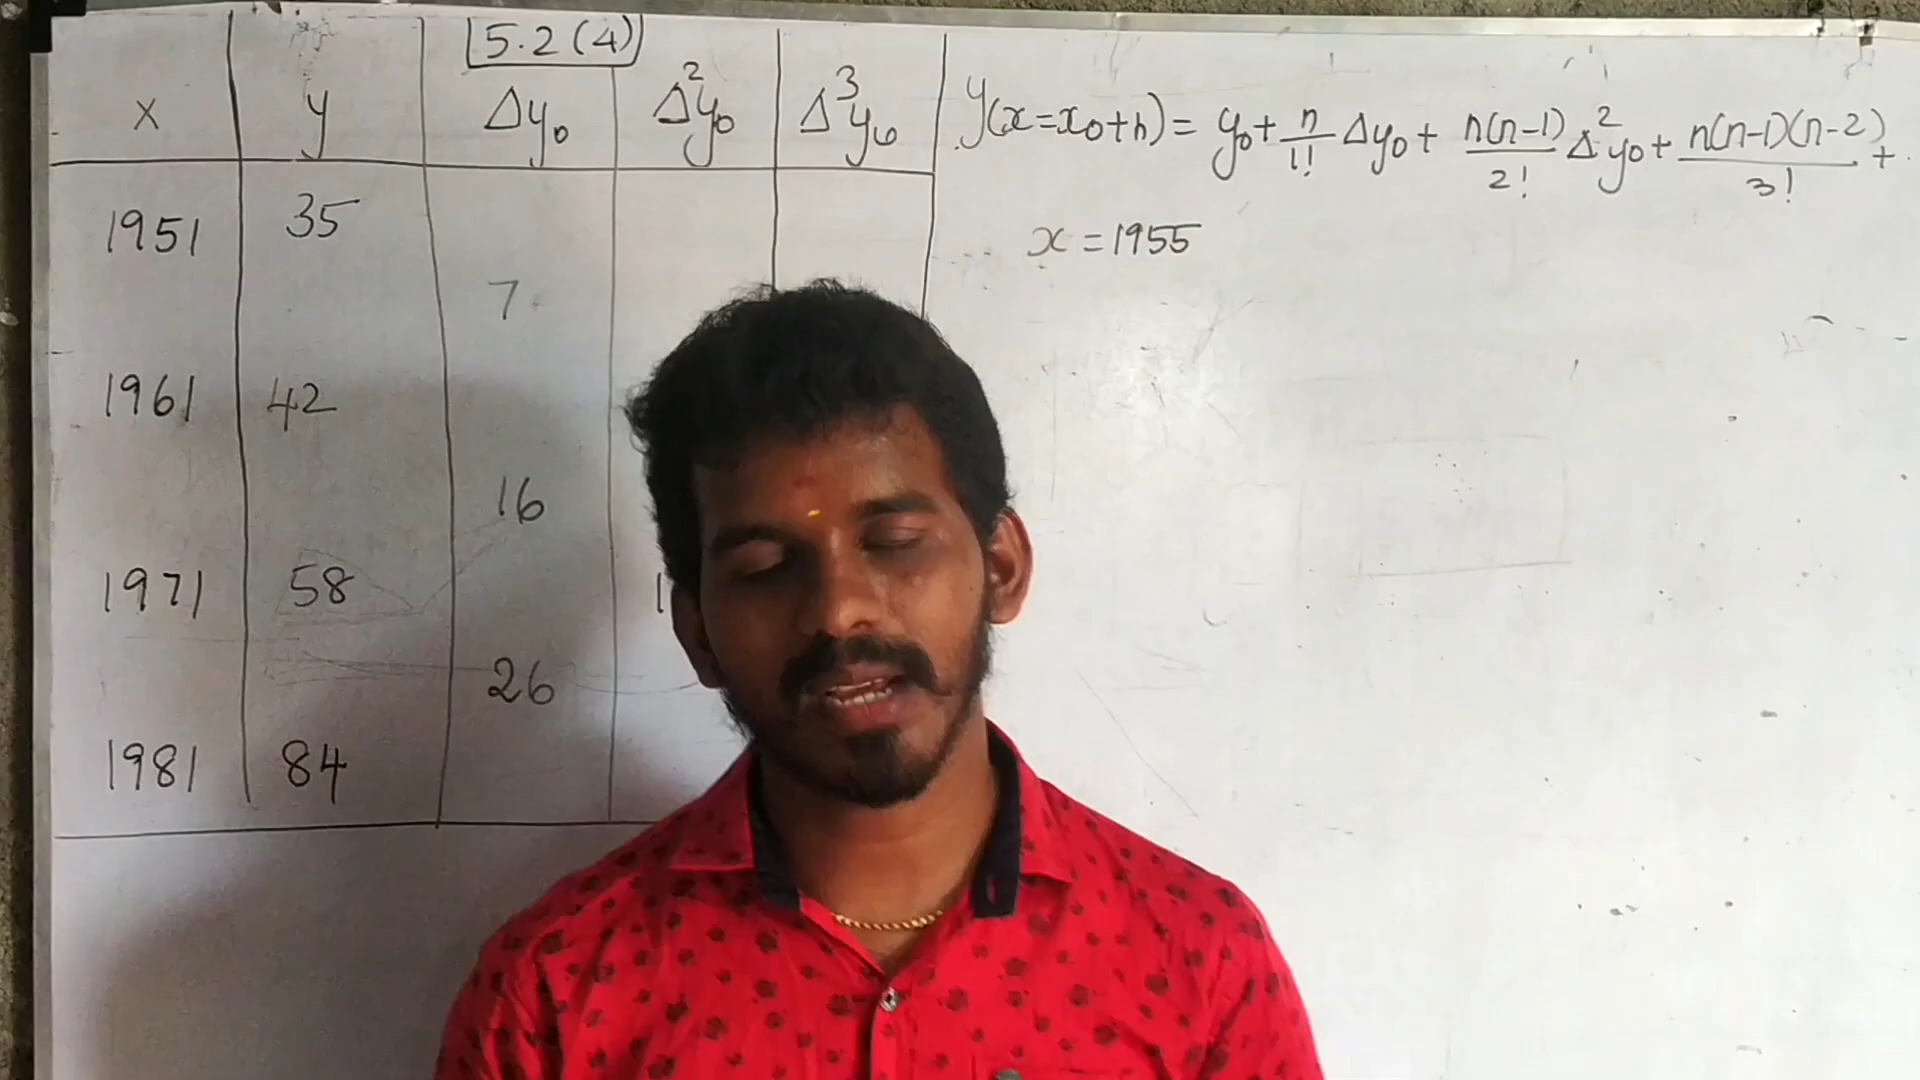 5.2 (4)
x y Δy₀ Δ²y₀ Δ³y₀
y(x=x₀+h) = y₀ + n/1! Δy₀ + n(n-1)/2! Δ²y₀ + n(n-1)(n-2)/3! +
1951 35
x = 1955
7
1961 42
16
1971 58
26
1981 84